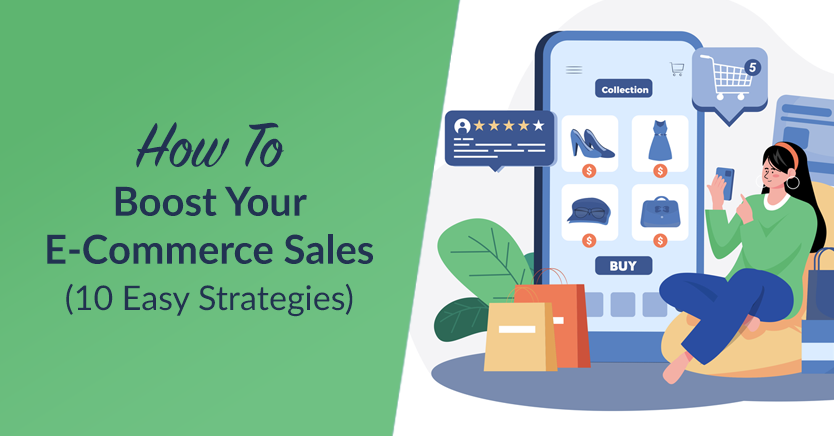 How To
Boost Your
E-Commerce Sales
(10 Easy Strategies)
5
Collection
$
$
$
$
BUY